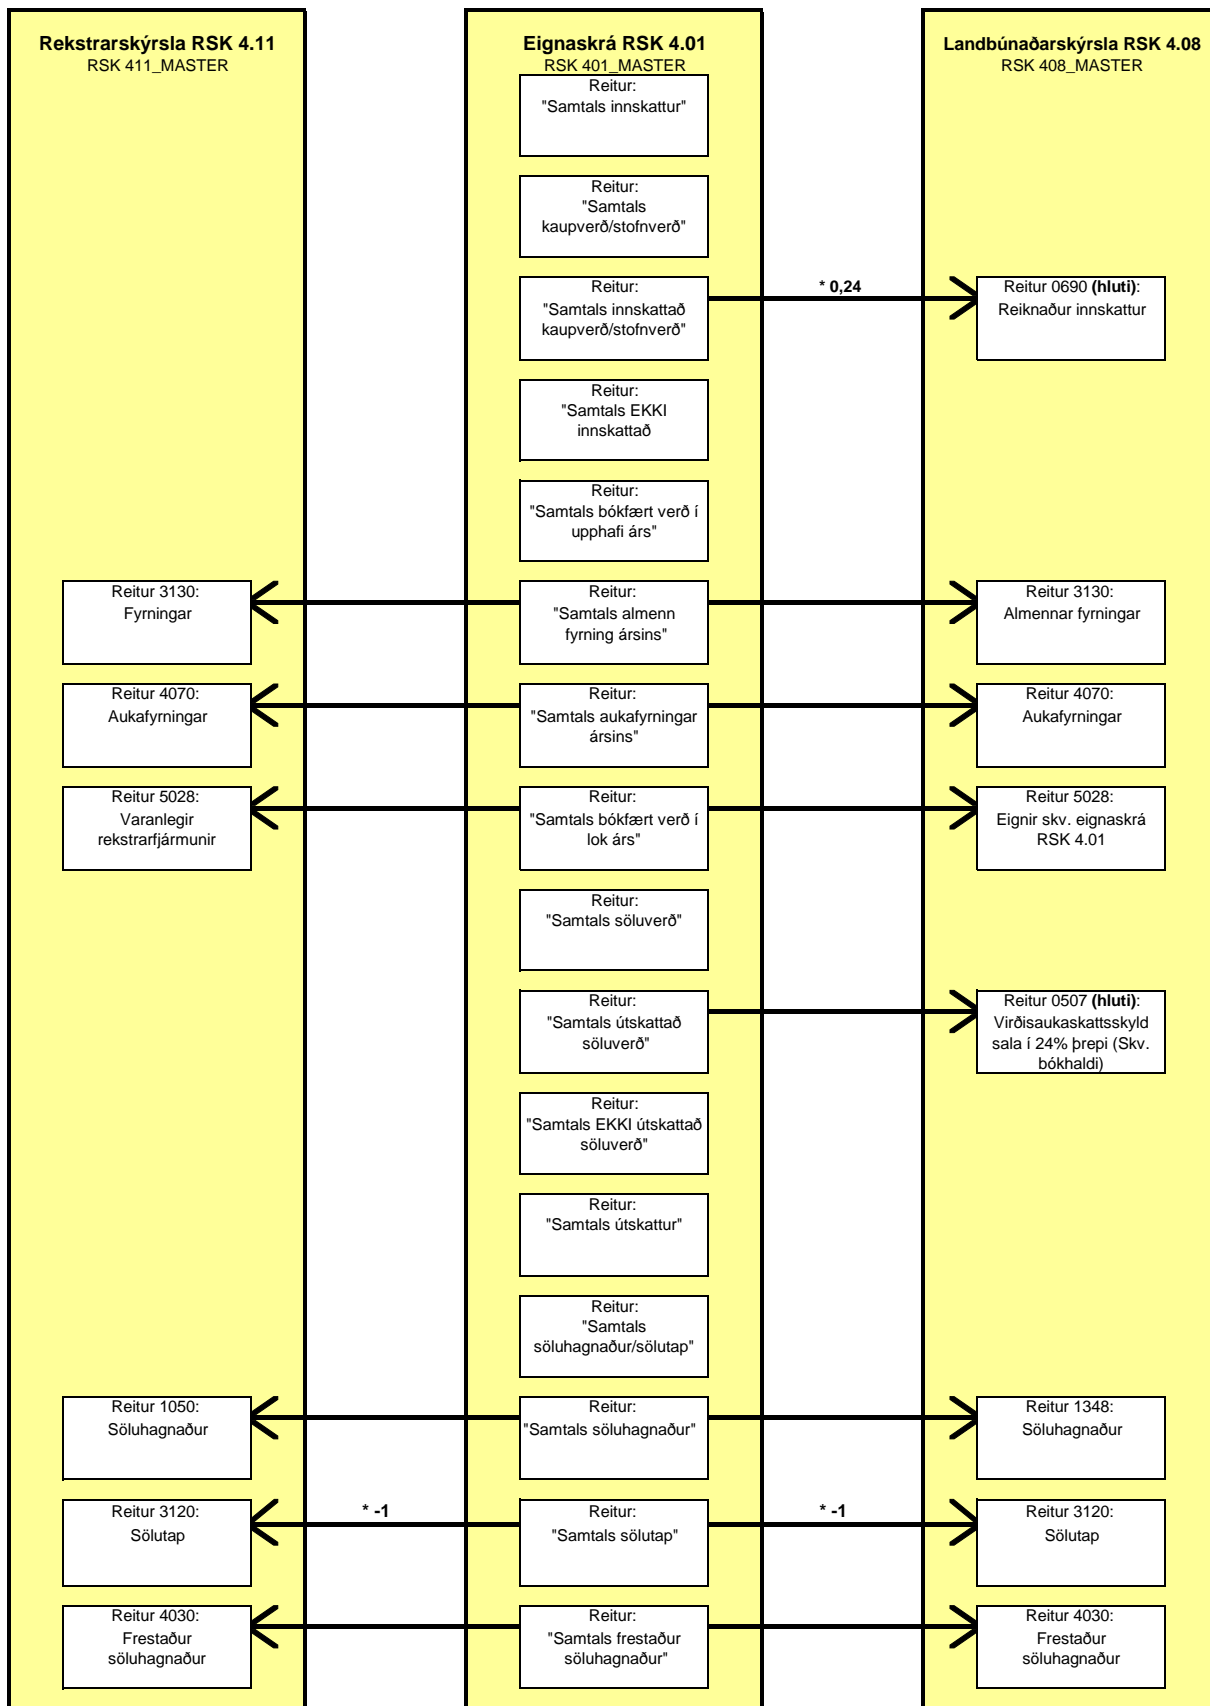 Rekstrarskýrsla RSK 4.11
RSK 411_MASTER
Eignaskrá RSK 4.01
RSK 401_MASTER
Landbúnaðarskýrsla RSK 4.08
RSK 408_MASTER
Reitur:
"Samtals innskattur"
Reitur:
"Samtals
kaupverð/stofnverð"
Reitur:
"Samtals innskattað
kaupverð/stofnverð"
* 0,24
Reitur 0690 (hluti):
Reiknaður innskattur
Reitur:
"Samtals EKKI
innskattað
Reitur:
"Samtals bókfært verð í
upphafi árs"
Reitur 3130:
Fyrningar
Reitur:
"Samtals almenn
fyrning ársins"
Reitur 3130:
Almennar fyrningar
Reitur 4070:
Aukafyrningar
Reitur:
"Samtals aukafyrningar
ársins"
Reitur 4070:
Aukafyrningar
Reitur 5028:
Varanlegir
rekstrarfjármunir
Reitur:
"Samtals bókfært verð í
lok árs"
Reitur 5028:
Eignir skv. eignaskrá
RSK 4.01
Reitur:
"Samtals söluverð"
Reitur:
"Samtals útskattað
söluverð"
Reitur 0507 (hluti):
Virðisaukaskattsskyld
sala í 24% þrepi (Skv.
bókhaldi)
Reitur:
"Samtals EKKI útskattað
söluverð"
Reitur:
"Samtals útskattur"
Reitur:
"Samtals
söluhagnaður/sölutap"
Reitur 1050:
Söluhagnaður
Reitur:
"Samtals söluhagnaður"
Reitur 1348:
Söluhagnaður
Reitur 3120:
Sölutap
* -1
Reitur:
"Samtals sölutap"
* -1
Reitur 3120:
Sölutap
Reitur 4030:
Frestaður
söluhagnaður
Reitur:
"Samtals frestaður
söluhagnaður"
Reitur 4030:
Frestaður
söluhagnaður